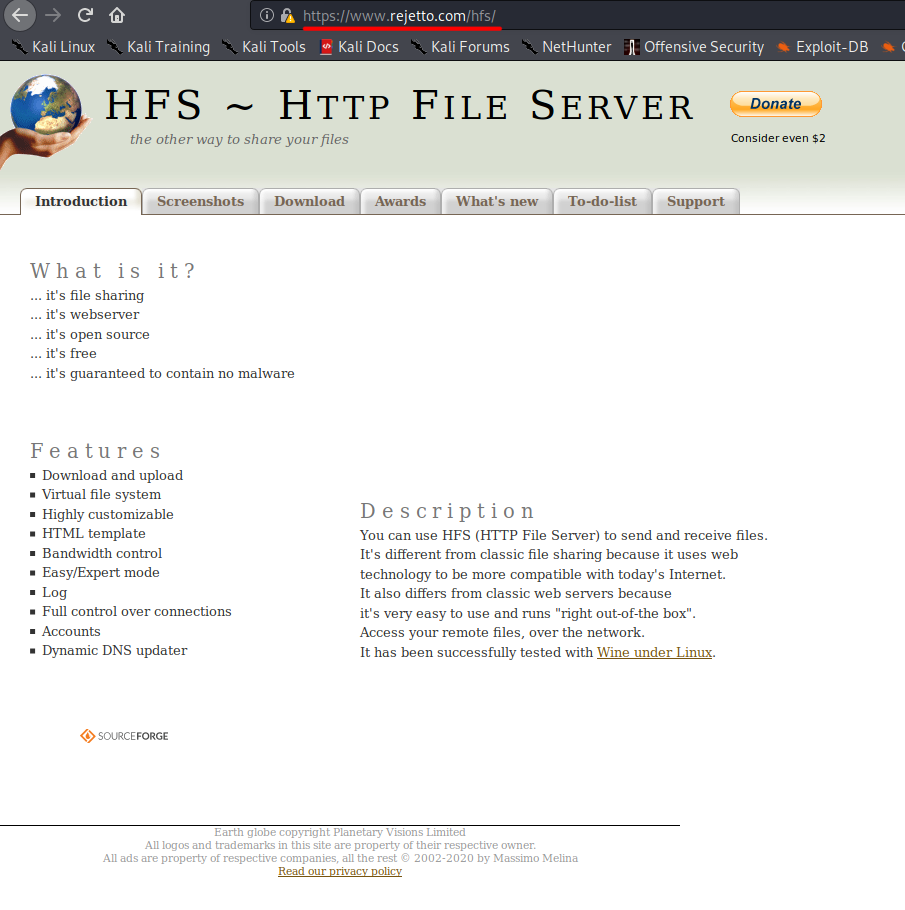 https://www.rejetto.com/hfs/
Kali Linux Kali Training Kali Tools Kali Docs Kali Forums NetHunter Offensive Security Exploit-DB
HFS ~ HTTP FILE SERVER
the other way to share your files
Donate
Consider even $2
Introduction Screenshots Download Awards What's new To-do-list Support
What is it?
... it's file sharing
... it's webserver
... it's open source
... it's free
... it's guaranteed to contain no malware
Features
Download and upload
Virtual file system
Highly customizable
HTML template
Bandwidth control
Easy/Expert mode
Log
Full control over connections
Accounts
Dynamic DNS updater
Description
You can use HFS (HTTP File Server) to send and receive files.
It's different from classic file sharing because it uses web
technology to be more compatible with today's Internet.
It also differs from classic web servers because
it's very easy to use and runs "right out-of-the box".
Access your remote files, over the network.
It has been successfully tested with Wine under Linux.
SOURCEFORGE
Earth globe copyright Planetary Visions Limited
All logos and trademarks in this site are property of their respective owner.
All ads are property of respective companies, all the rest © 2002-2020 by Massimo Melina
Read our privacy policy